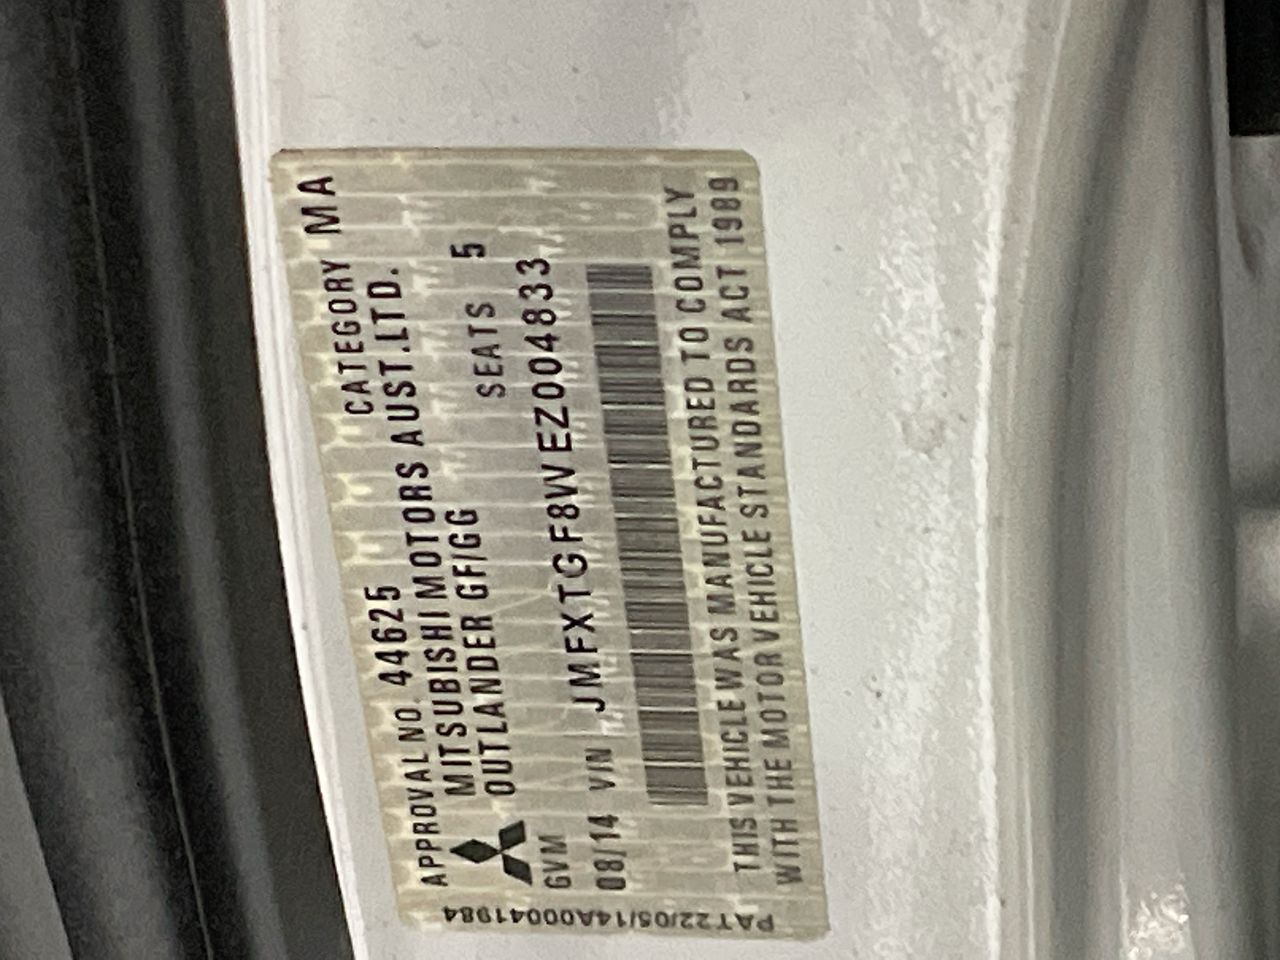 APPROVAL NO. 44625 CATEGORY MA
MITSUBISHI MOTORS AUST.LTD.
OUTLANDER GF/GG
GVM SEATS 5
08/14 VIN JMFXTGF8WEZ004833
THIS VEHICLE WAS MANUFACTURED TO COMPLY
WITH THE MOTOR VEHICLE STANDARDS ACT 1989
PAT22/05/14A00041984